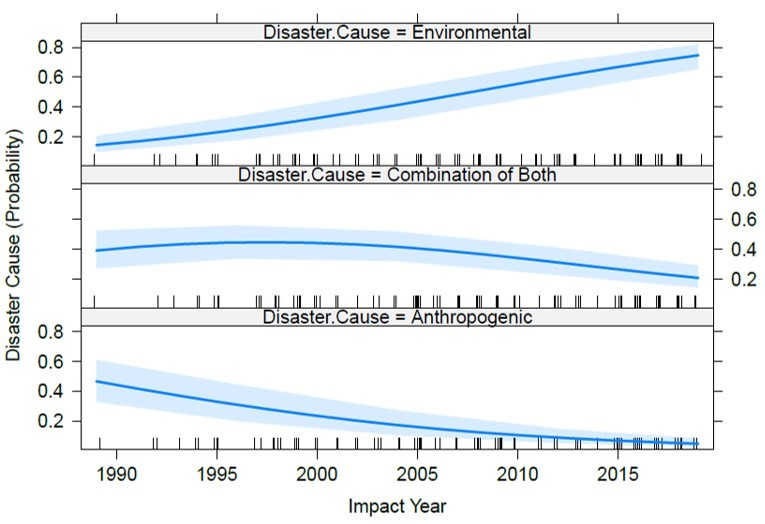 Disaster.Cause = Environmental
0.8
0.6
0.4
0.2
Disaster.Cause = Combination of Both
0.8
0.6
0.4
0.2
Disaster.Cause = Anthropogenic
0.8
0.6
0.4
0.2
Disaster Cause (Probability)
1990 1995 2000 2005 2010 2015
Impact Year